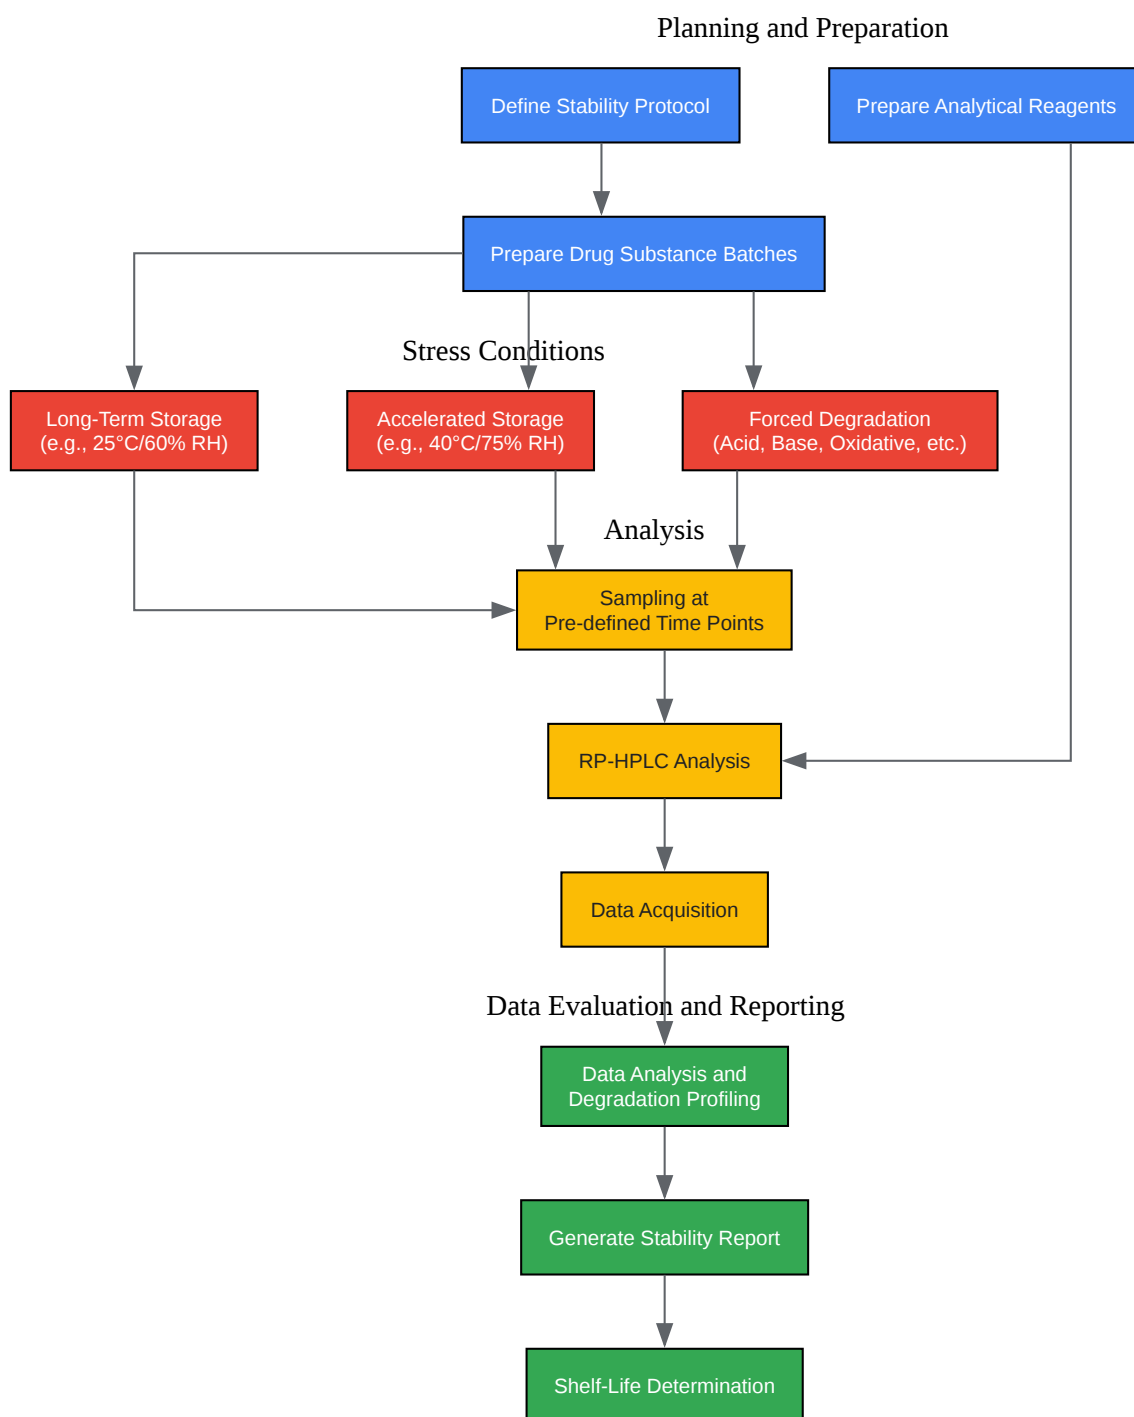 Planning and Preparation
Define Stability Protocol
Prepare Analytical Reagents
Prepare Drug Substance Batches
Stress Conditions
Long-Term Storage
(e.g., 25°C/60% RH)
Accelerated Storage
(e.g., 40°C/75% RH)
Forced Degradation
(Acid, Base, Oxidative, etc.)
Analysis
Sampling at
Pre-defined Time Points
RP-HPLC Analysis
Data Acquisition
Data Evaluation and Reporting
Data Analysis and
Degradation Profiling
Generate Stability Report
Shelf-Life Determination